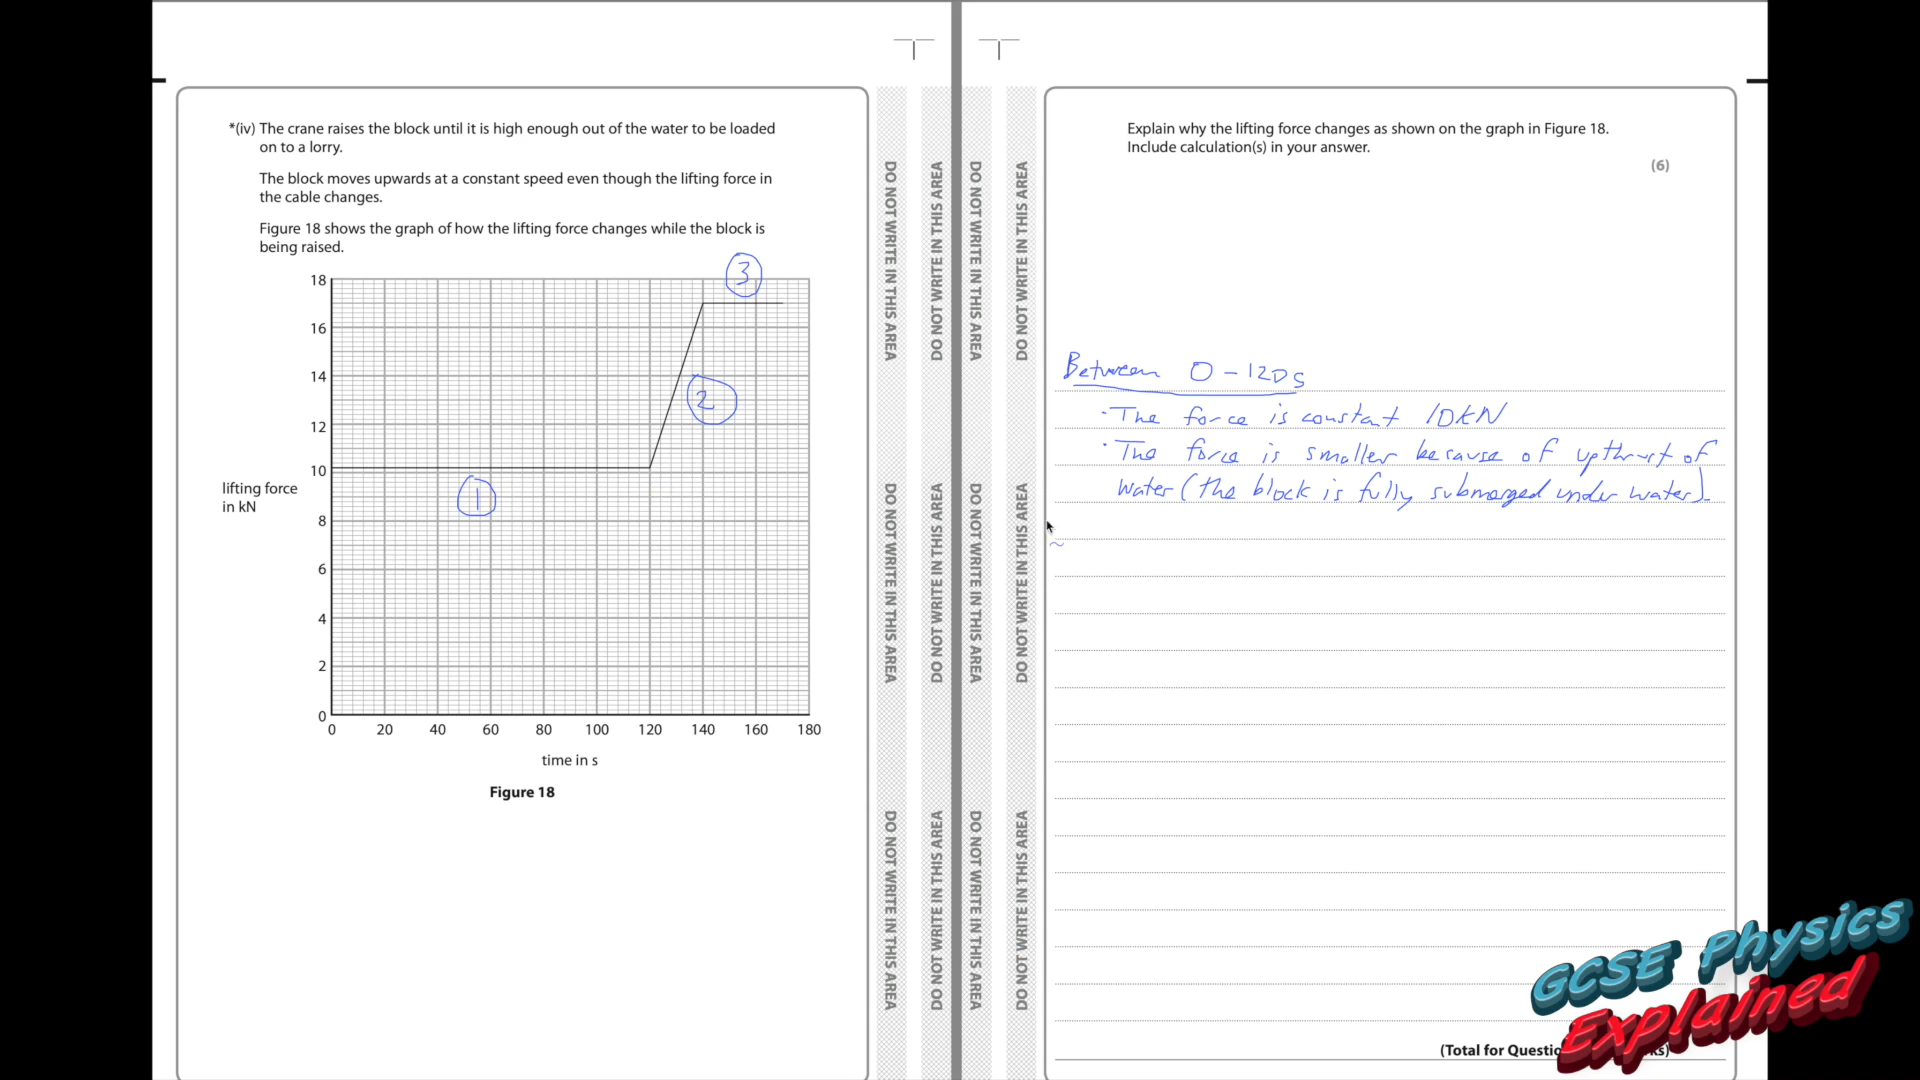 *(iv) The crane raises the block until it is high enough out of the water to be loaded
on to a lorry.
The block moves upwards at a constant speed even though the lifting force in
the cable changes.
Figure 18 shows the graph of how the lifting force changes while the block is
being raised.
18
16
14
12
10
8
6
4
2
0
lifting force
in kN
0 20 40 60 80 100 120 140 160 180
time in s
Figure 18
1
2
3
DO NOT WRITE IN THIS AREA
DO NOT WRITE IN THIS AREA
DO NOT WRITE IN THIS AREA
DO NOT WRITE IN THIS AREA
DO NOT WRITE IN THIS AREA
DO NOT WRITE IN THIS AREA
DO NOT WRITE IN THIS AREA
DO NOT WRITE IN THIS AREA
DO NOT WRITE IN THIS AREA
DO NOT WRITE IN THIS AREA
DO NOT WRITE IN THIS AREA
DO NOT WRITE IN THIS AREA
Explain why the lifting force changes as shown on the graph in Figure 18.
Include calculation(s) in your answer.
(6)
Between 0 - 120s
· The force is constant 10kN
· The force is smaller because of upthrust of
water (the block is fully submerged under water).
(Total for
GCSE Physics
Explained